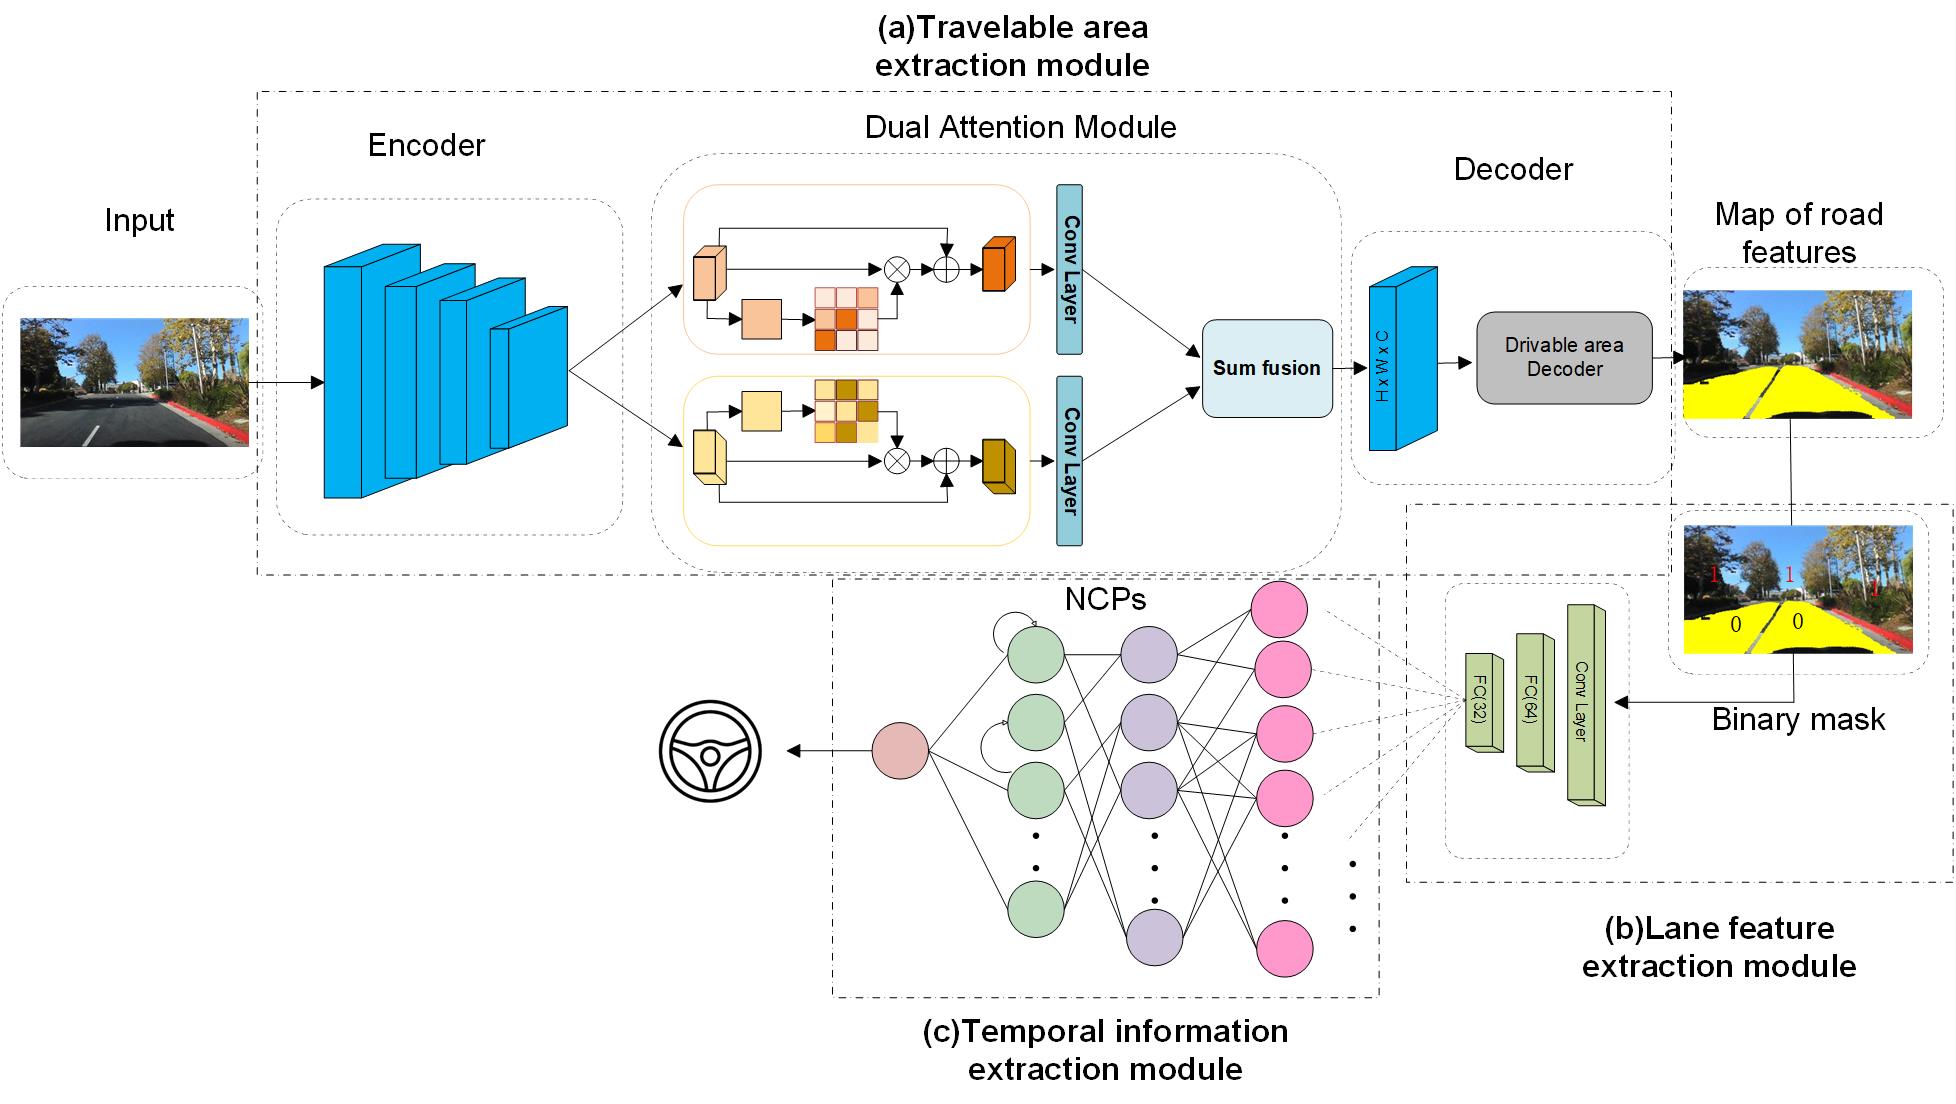 (a)Travelable area
extraction module
Encoder
Dual Attention Module
Decoder
Input
Map of road
features
Conv Layer
Conv Layer
Sum fusion
H x W x C
Drivable area
Decoder
1
1
1
0
0
Binary mask
NCPs
FC(32)
FC(64)
Conv Layer
(b)Lane feature
extraction module
(c)Temporal information
extraction module